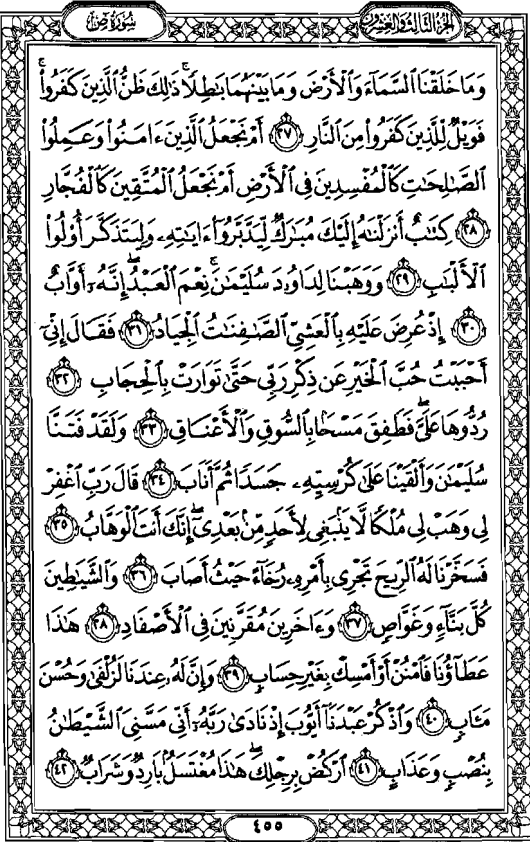 الجزء الثالث والعشرون
سورة ص
وَمَا خَلَقْنَا ٱلسَّمَآءَ وَٱلْأَرْضَ وَمَا بَيْنَهُمَا بَٰطِلًا ۚ ذَٰلِكَ ظَنُّ ٱلَّذِينَ كَفَرُوا۟ ۚ
فَوَيْلٌ لِّلَّذِينَ كَفَرُوا۟ مِنَ ٱلنَّارِ ٢٧ أَمْ نَجْعَلُ ٱلَّذِينَ ءَامَنُوا۟ وَعَمِلُوا۟
ٱلصَّٰلِحَٰتِ كَٱلْمُفْسِدِينَ فِى ٱلْأَرْضِ أَمْ نَجْعَلُ ٱلْمُتَّقِينَ كَٱلْفُجَّارِ
٢٨ كِتَٰبٌ أَنزَلْنَٰهُ إِلَيْكَ مُبَٰرَكٌ لِّيَدَّبَّرُوٓا۟ ءَايَٰتِهِۦ وَلِيَتَذَكَّرَ أُو۟لُوا۟
ٱلْأَلْبَٰبِ ٢٩ وَوَهَبْنَا لِدَاوُۥدَ سُلَيْمَٰنَ ۚ نِعْمَ ٱلْعَبْدُ ۖ إِنَّهُۥٓ أَوَّابٌ
٣٠ إِذْ عُرِضَ عَلَيْهِ بِٱلْعَشِىِّ ٱلصَّٰفِنَٰتُ ٱلْجِيَادُ ٣١ فَقَالَ إِنِّىٓ
أَحْبَبْتُ حُبَّ ٱلْخَيْرِ عَن ذِكْرِ رَبِّى حَتَّىٰ تَوَارَتْ بِٱلْحِجَابِ ٣٢
رُدُّوهَا عَلَىَّ ۖ فَطَفِقَ مَسْحًۢا بِٱلسُّوقِ وَٱلْأَعْنَاقِ ٣٣ وَلَقَدْ فَتَنَّا
سُلَيْمَٰنَ وَأَلْقَيْنَا عَلَىٰ كُرْسِيِّهِۦ جَسَدًا ثُمَّ أَنَابَ ٣٤ قَالَ رَبِّ ٱغْفِرْ
لِى وَهَبْ لِى مُلْكًا لَّا يَنۢبَغِى لِأَحَدٍ مِّنۢ بَعْدِىٓ ۖ إِنَّكَ أَنتَ ٱلْوَهَّابُ ٣٥
فَسَخَّرْنَا لَهُ ٱلرِّيحَ تَجْرِى بِأَمْرِهِۦ رُخَآءً حَيْثُ أَصَابَ ٣٦ وَٱلشَّيَٰطِينَ
كُلَّ بَنَّآءٍ وَغَوَّاصٍ ٣٧ وَءَاخَرِينَ مُقَرَّنِينَ فِى ٱلْأَصْفَادِ ٣٨ هَٰذَا
عَطَآؤُنَا فَٱمْنُنْ أَوْ أَمْسِكْ بِغَيْرِ حِسَابٍ ٣٩ وَإِنَّ لَهُۥ عِندَنَا لَزُلْفَىٰ وَحُسْنَ
مَـَٔابٍ ٤٠ وَٱذْكُرْ عَبْدَنَآ أَيُّوبَ إِذْ نَادَىٰ رَبَّهُۥٓ أَنِّى مَسَّنِىَ ٱلشَّيْطَٰنُ
بِنُصْبٍ وَعَذَابٍ ٤١ ٱرْكُضْ بِرِجْلِكَ ۖ هَٰذَا مُغْتَسَلٌۢ بَارِدٌ وَشَرَابٌ ٤٢
٤٥٥